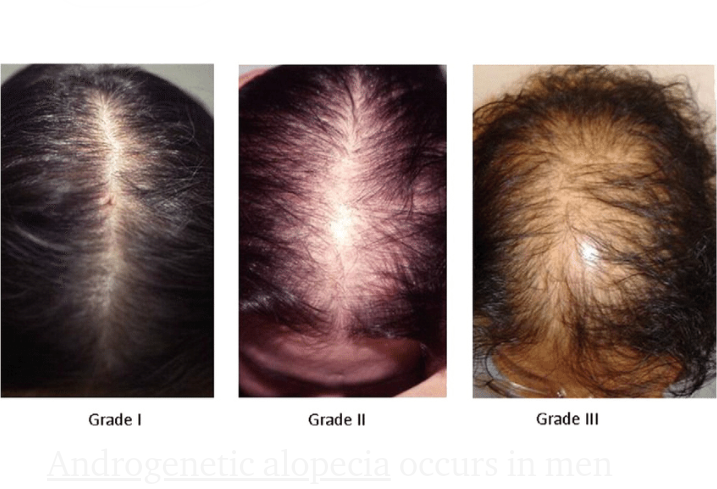 Grade I
Grade II
Grade III
Androgenetic alopecia occurs in men